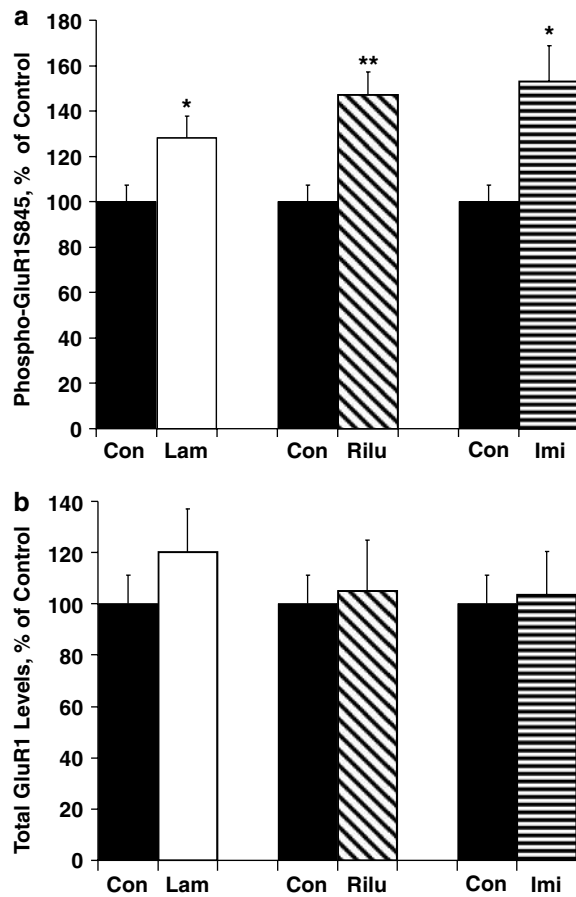 a
Phospho-GluR1S845, % of Control
180
160
140
120
100
80
60
40
20
0
* ** *
Con Lam Con Rilu Con Imi
b
Total GluR1 Levels, % of Control
140
120
100
80
60
40
20
0
Con Lam Con Rilu Con Imi